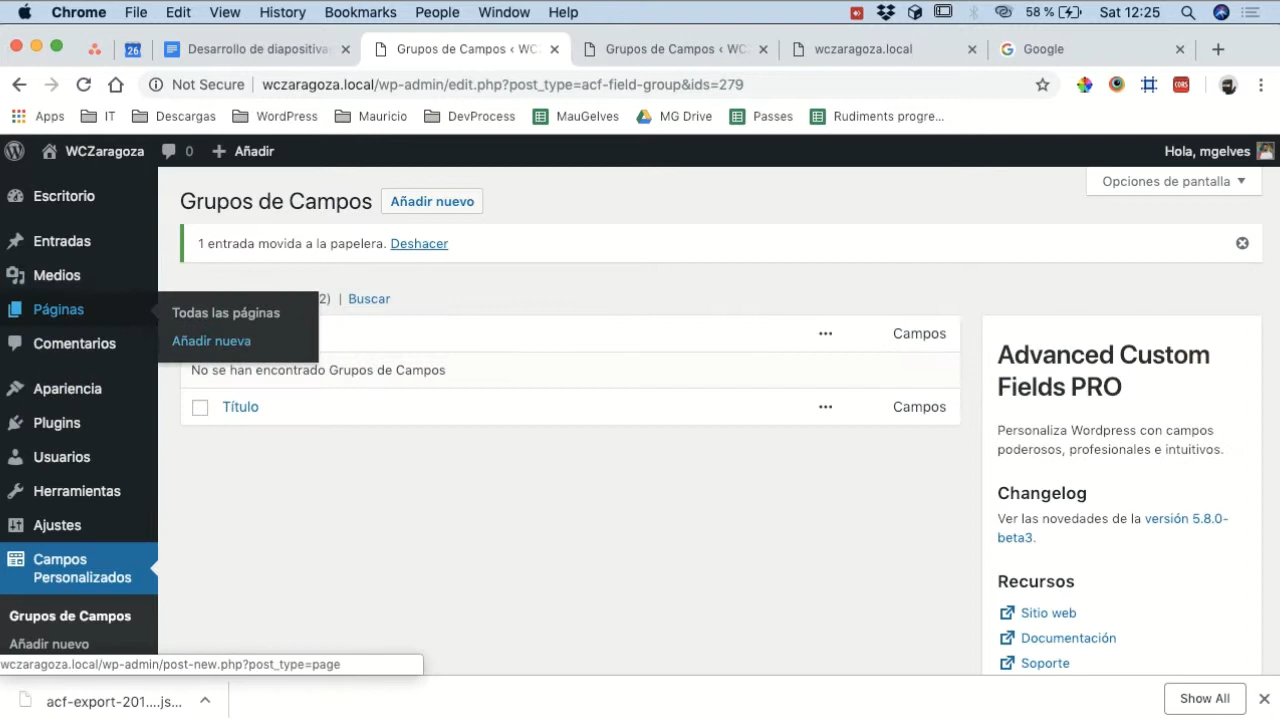 Chrome File Edit View History Bookmarks People Window Help 58 % Sat 12:25
26 Desarrollo de diapositiva Grupos de Campos ‹ WC Grupos de Campos ‹ WC wczaragoza.local Google
Not Secure wczaragoza.local/wp-admin/edit.php?post_type=acf-field-group&ids=279
Apps IT Descargas WordPress Mauricio DevProcess MauGelves MG Drive Passes Rudiments progre...
WCZaragoza 0 Añadir Hola, mgelves
Opciones de pantalla
Escritorio
Entradas
Medios
Páginas
Comentarios
Apariencia
Plugins
Usuarios
Herramientas
Ajustes
Campos
Personalizados
Grupos de Campos
Añadir nuevo
Todas las páginas
Añadir nueva
Grupos de Campos Añadir nuevo
1 entrada movida a la papelera. Deshacer
2) | Buscar
Campos
No se han encontrado Grupos de Campos
Título Campos
Advanced Custom
Fields PRO
Personaliza Wordpress con campos
poderosos, profesionales e intuitivos.
Changelog
Ver las novedades de la versión 5.8.0-
beta3.
Recursos
Sitio web
Documentación
Soporte
wczaragoza.local/wp-admin/post-new.php?post_type=page
acf-export-201....js... Show All